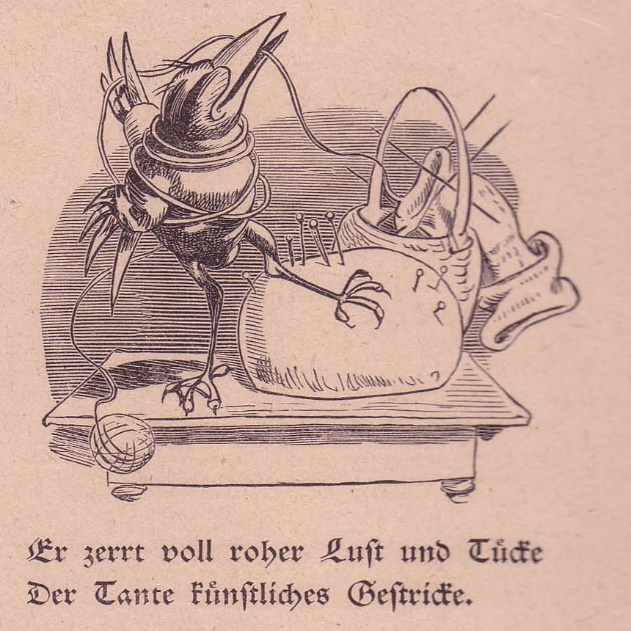 Er zerrt voll roher Lust und Tücke
Der Tante künstliches Gestricke.